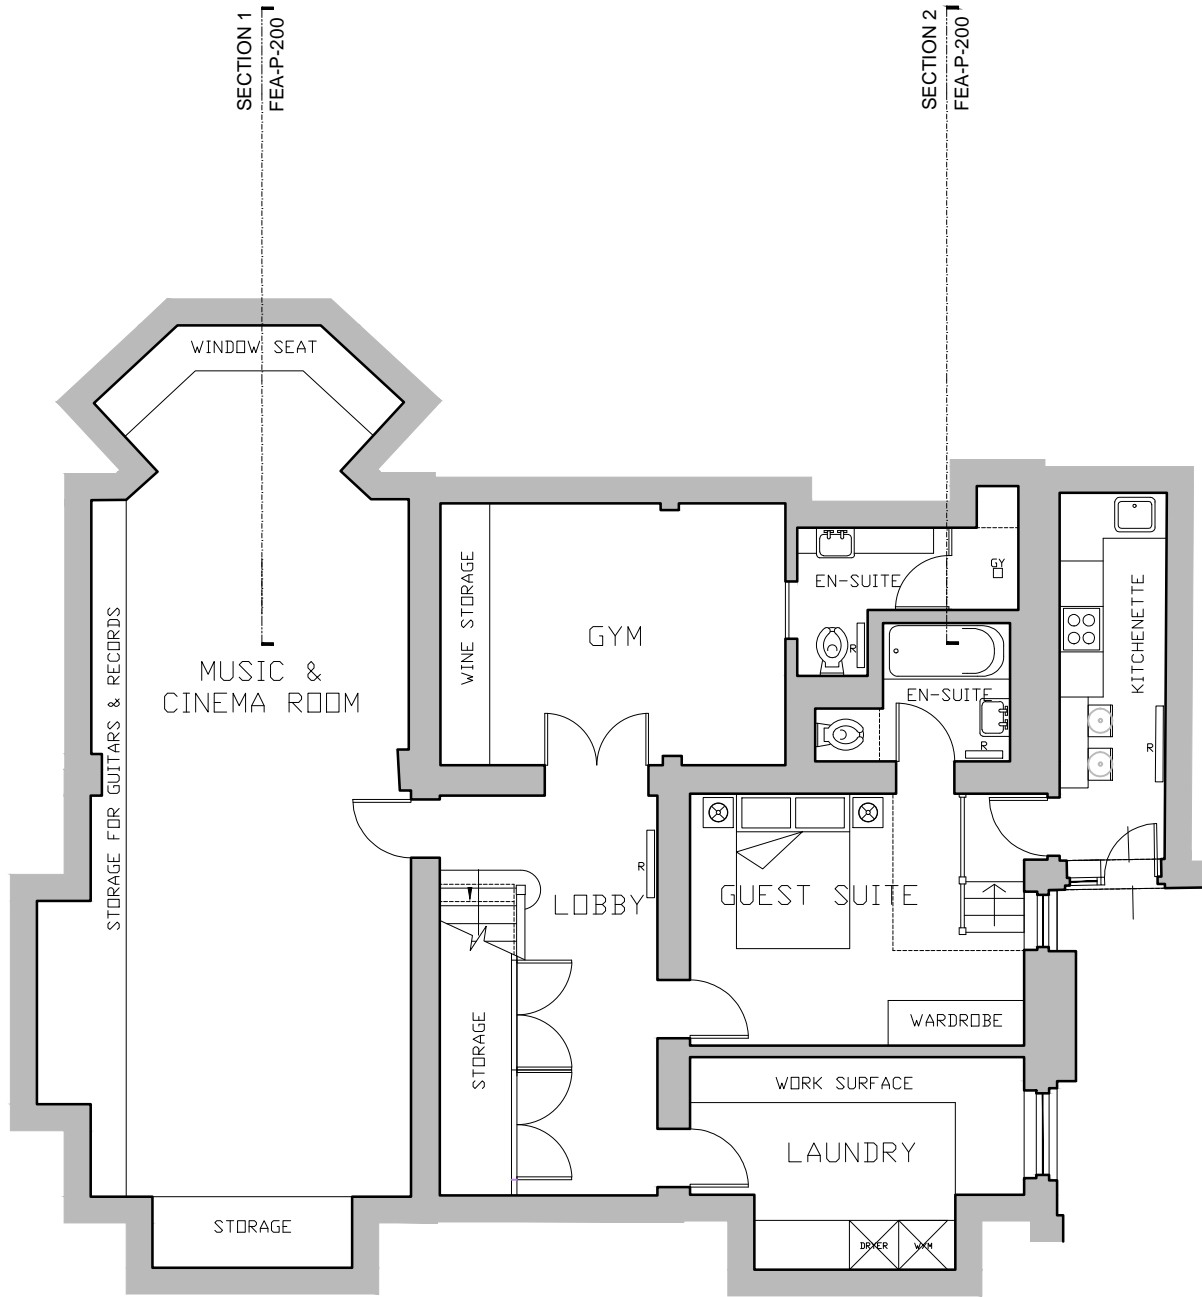 SECTION 1
FEA-P-200
SECTION 2
FEA-P-200
WINDOW SEAT
WINE STORAGE
GYM
EN-SUITE
GY
R
KITCHENETTE
MUSIC &
CINEMA ROOM
STORAGE FOR GUITARS & RECORDS
EN-SUITE
R
R
R
LOBBY
GUEST SUITE
STORAGE
WARDROBE
WORK SURFACE
LAUNDRY
STORAGE
DRYER
W/M